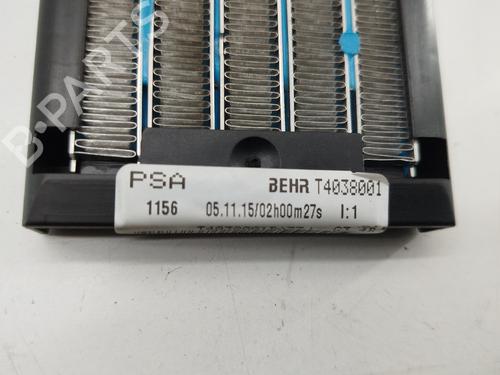 B-PARTS
PSA BEHR T4038001
1156 05.11.15/02h00m27s I:1